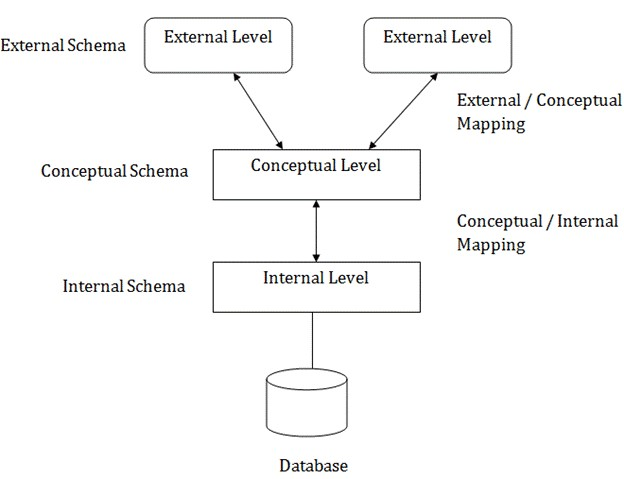 External Level
External Level
External Schema
External / Conceptual
Mapping
Conceptual Level
Conceptual Schema
Conceptual / Internal
Mapping
Internal Level
Internal Schema
Database